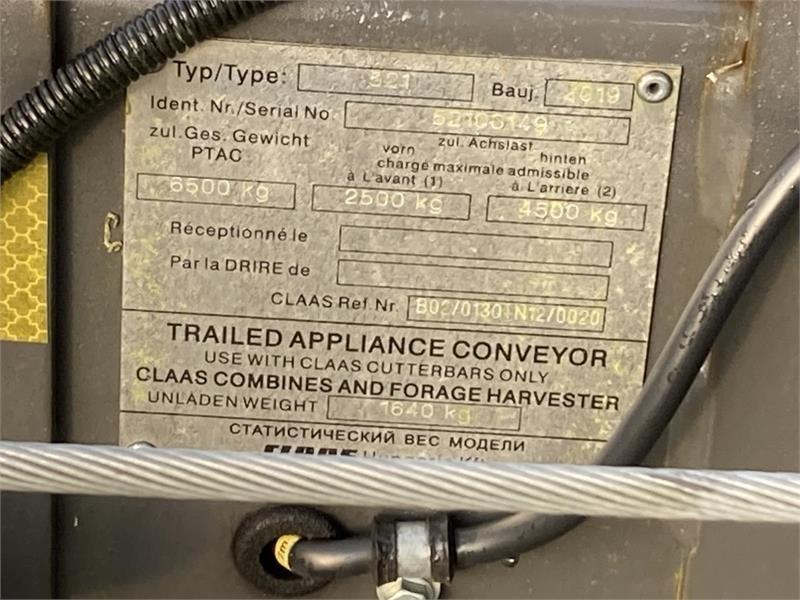 Typ/Type: 521 Bauj. 2019
Ident. Nr./Serial No 52100149
zul. Ges. Gewicht zul. Achslast
PTAC vorn hinten
charge maximale admissible
à L'avant (1) à L'arriere (2)
6500 kg 2500 kg 4500 kg
Réceptionné.le
Par la DRIRE de
CLAAS Ref. Nr. B02/01301N12/0020
TRAILED APPLIANCE CONVEYOR
USE WITH CLAAS CUTTERBARS ONLY
CLAAS COMBINES AND FORAGE HARVESTER
UNLADEN WEIGHT 1640 kg
СТАТИСТИЧЕСКИЙ ВЕС МОДЕЛИ
CLAAS